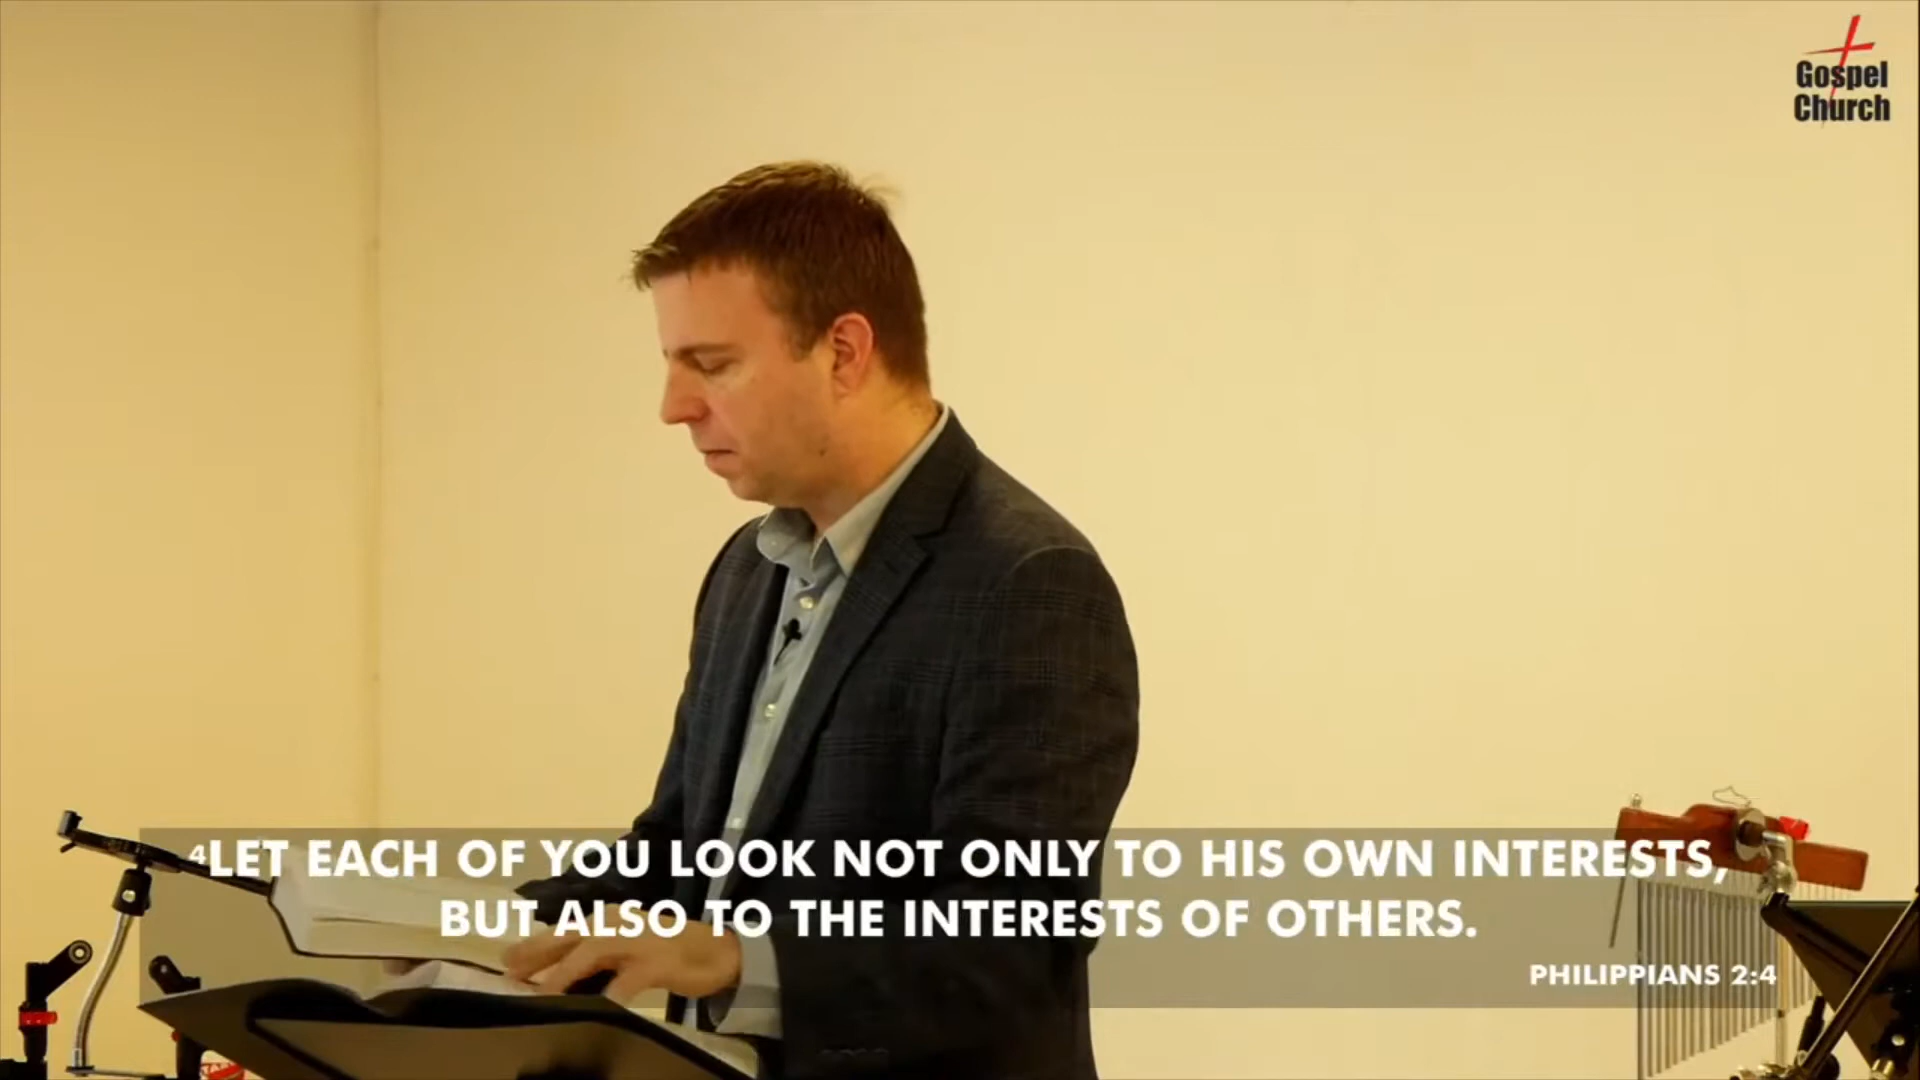 Gospel
Church
⁴LET EACH OF YOU LOOK NOT ONLY TO HIS OWN INTERESTS,
BUT ALSO TO THE INTERESTS OF OTHERS.
PHILIPPIANS 2:4